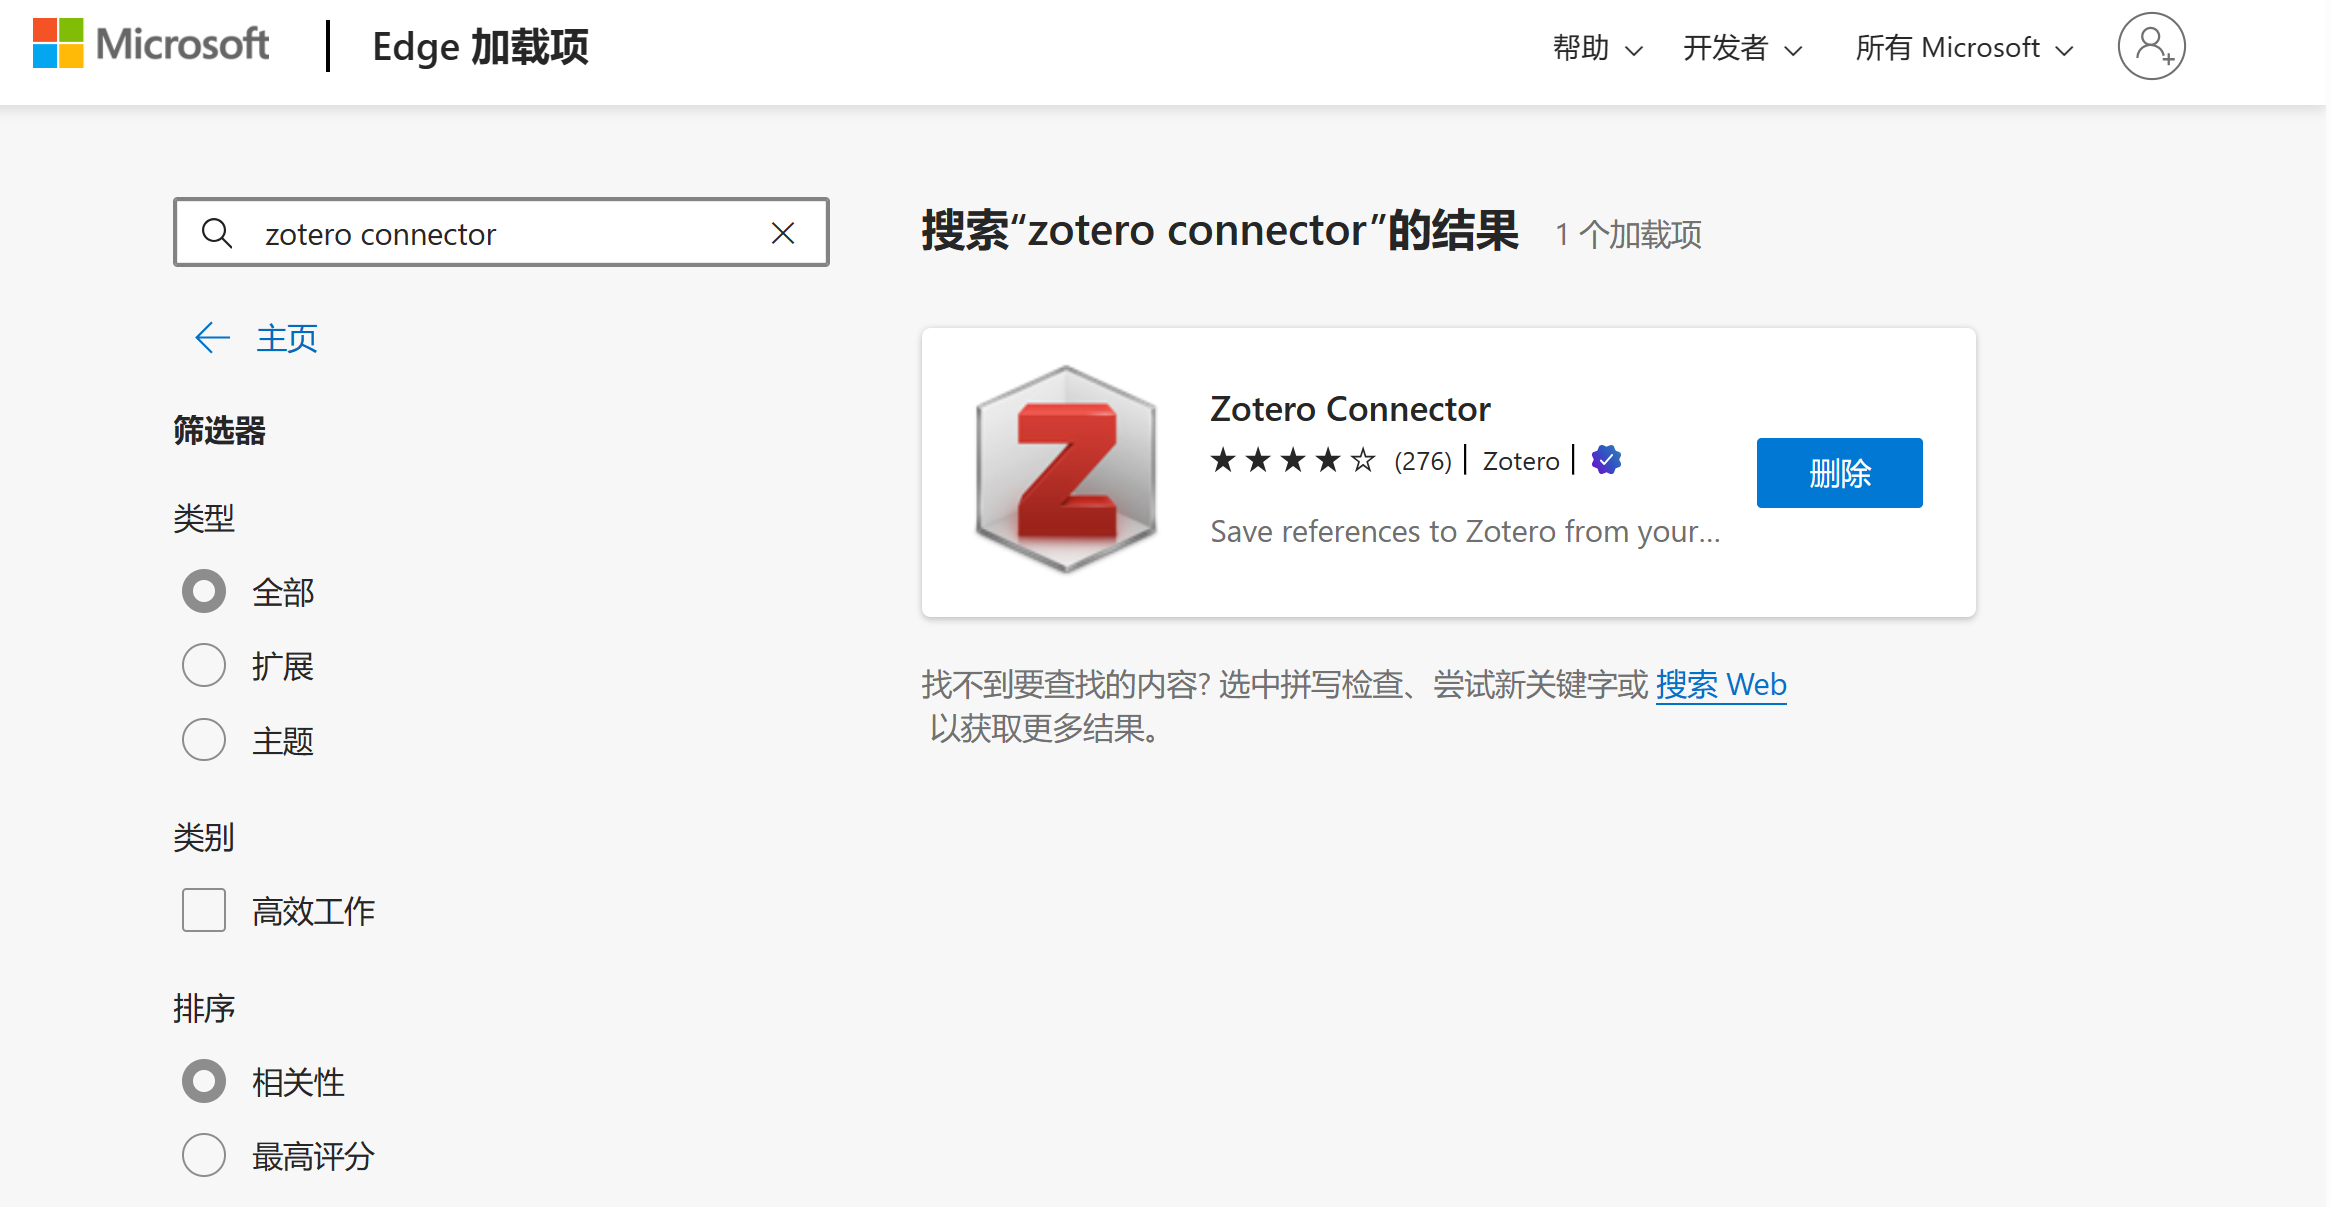 Microsoft
Edge 加载项
帮助
开发者
所有 Microsoft
zotero connector
主页
筛选器
类型
全部
扩展
主题
类别
高效工作
排序
相关性
最高评分
搜索“zotero connector”的结果 1 个加载项
Z
Zotero Connector
(276) | Zotero |
Save references to Zotero from your...
删除
找不到要查找的内容? 选中拼写检查、尝试新关键字或 搜索 Web
以获取更多结果。